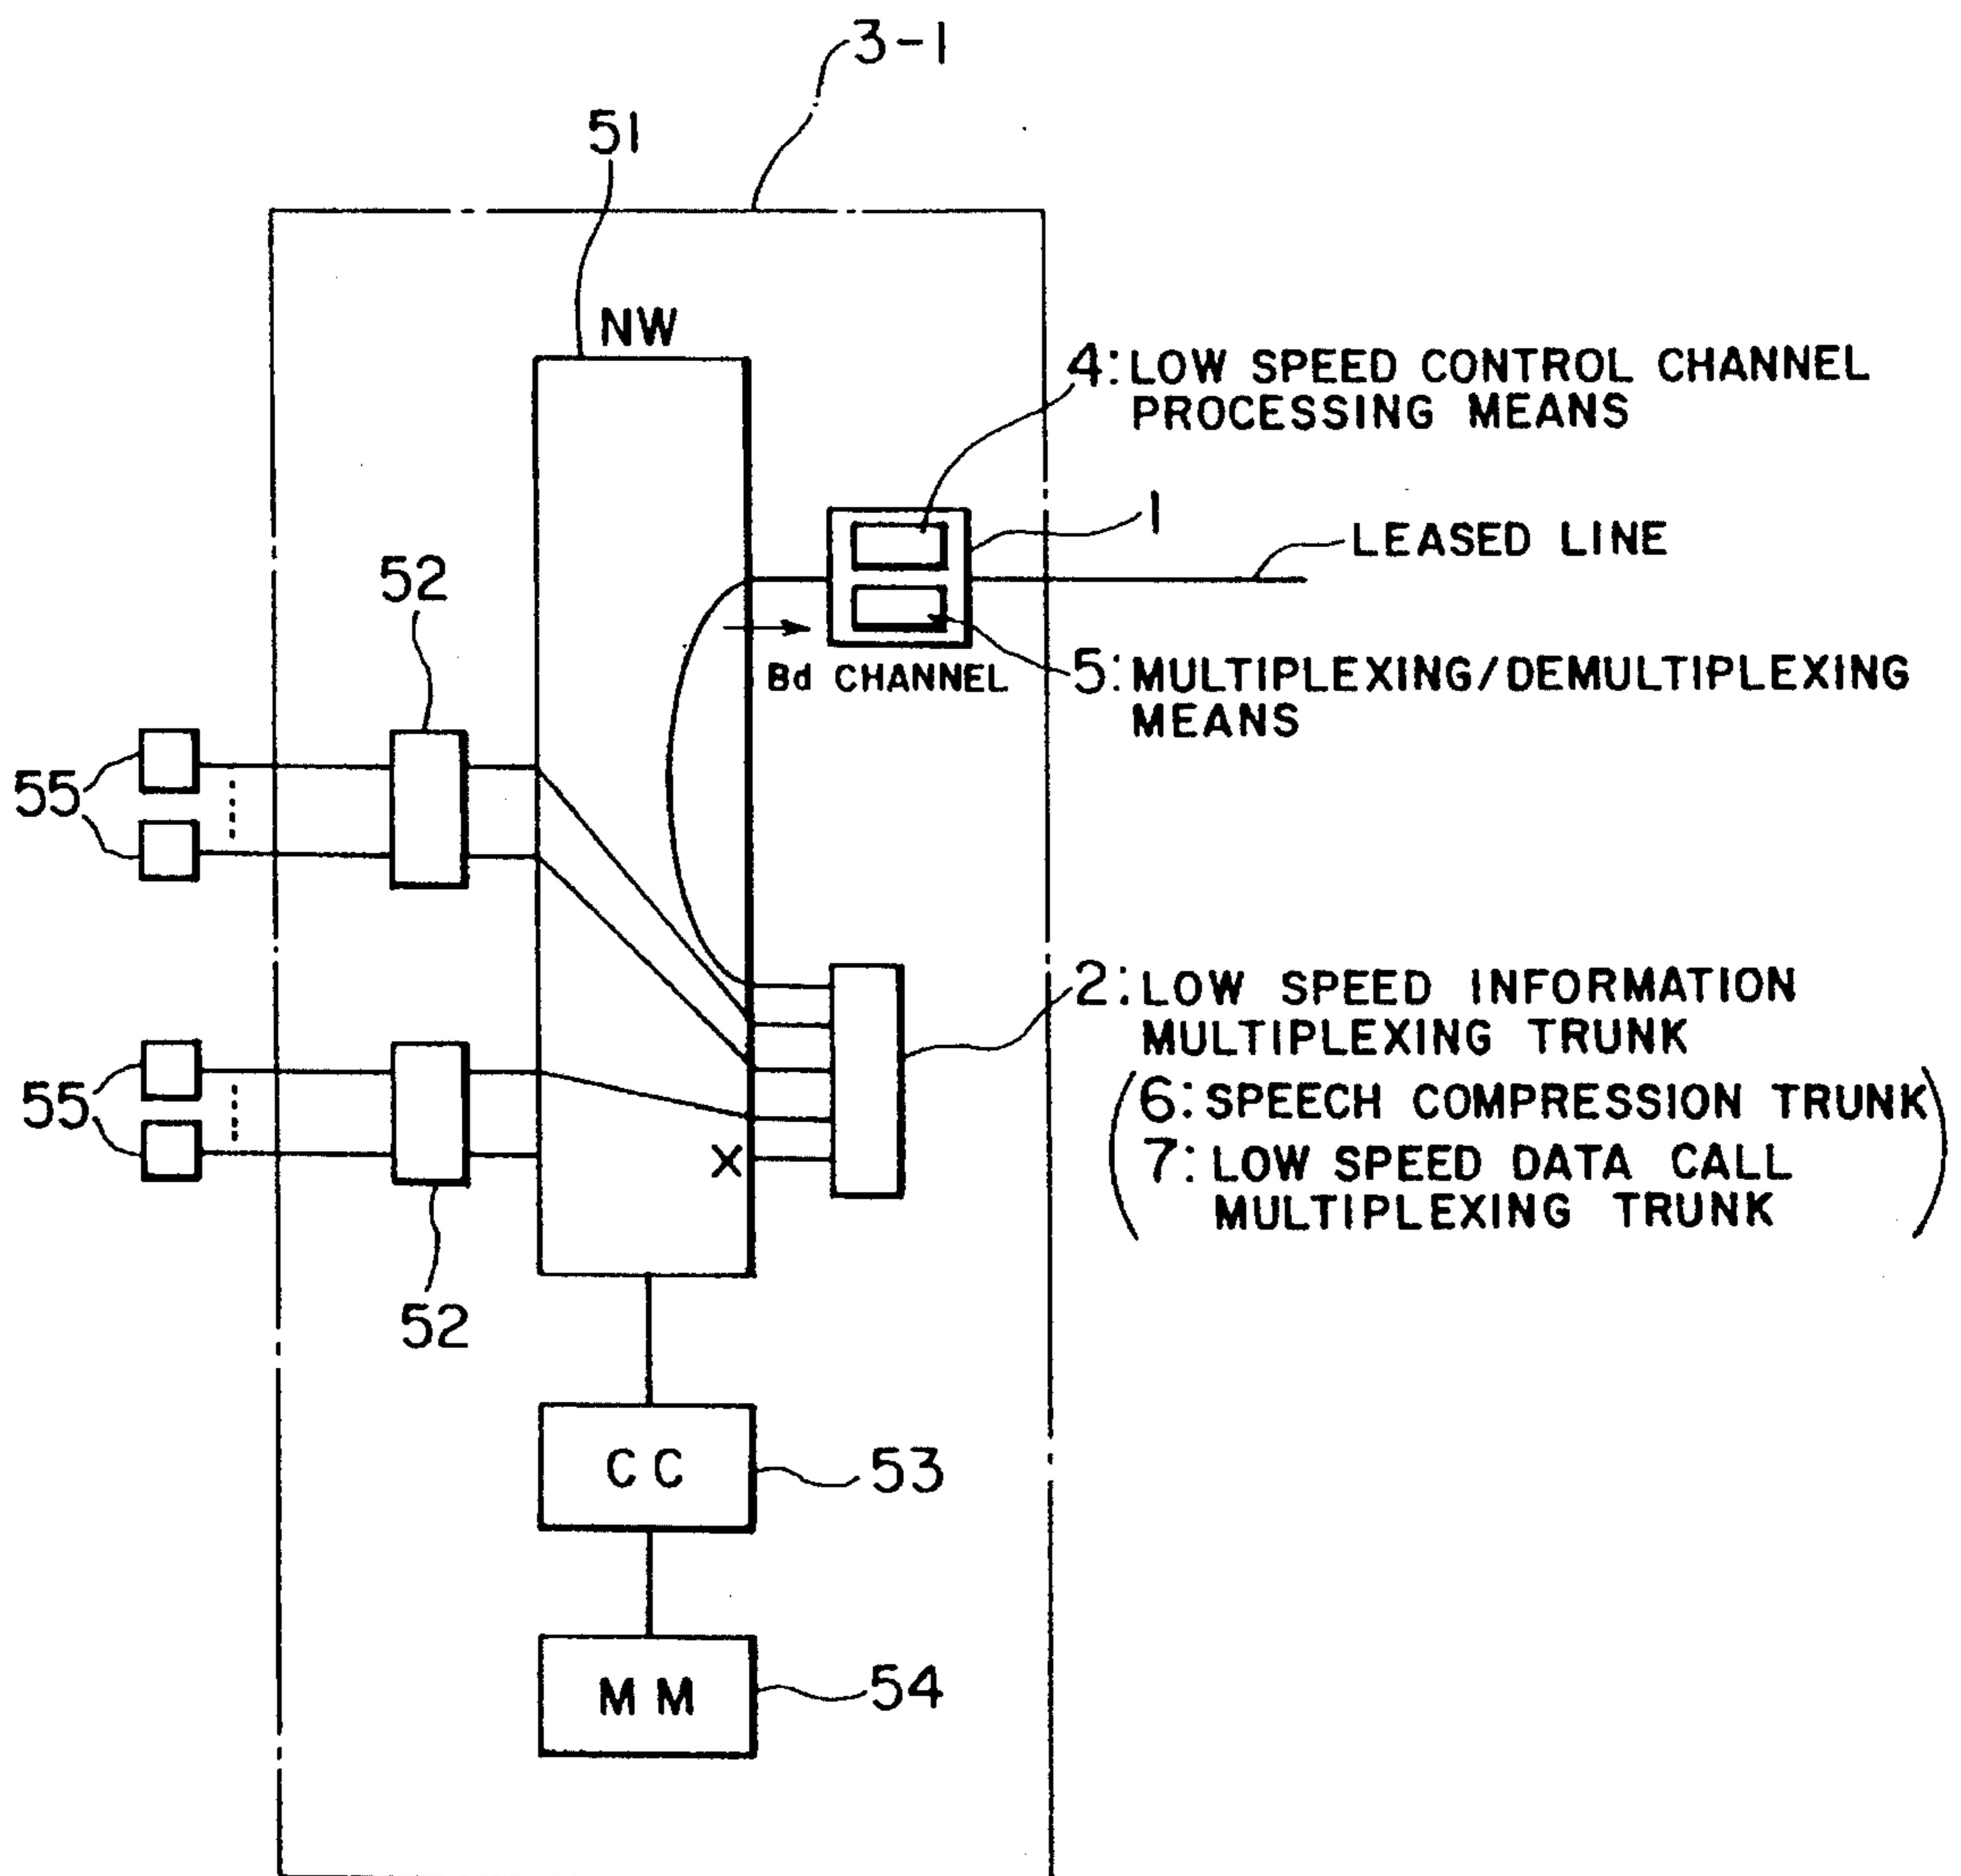 3-1
51
NW
4:LOW SPEED CONTROL CHANNEL
PROCESSING MEANS
1
LEASED LINE
52
Bd CHANNEL
5:MULTIPLEXING/DEMULTIPLEXING
MEANS
55
2:LOW SPEED INFORMATION
MULTIPLEXING TRUNK
55
(6:SPEECH COMPRESSION TRUNK
7:LOW SPEED DATA CALL
MULTIPLEXING TRUNK)
X
52
CC
53
MM
54